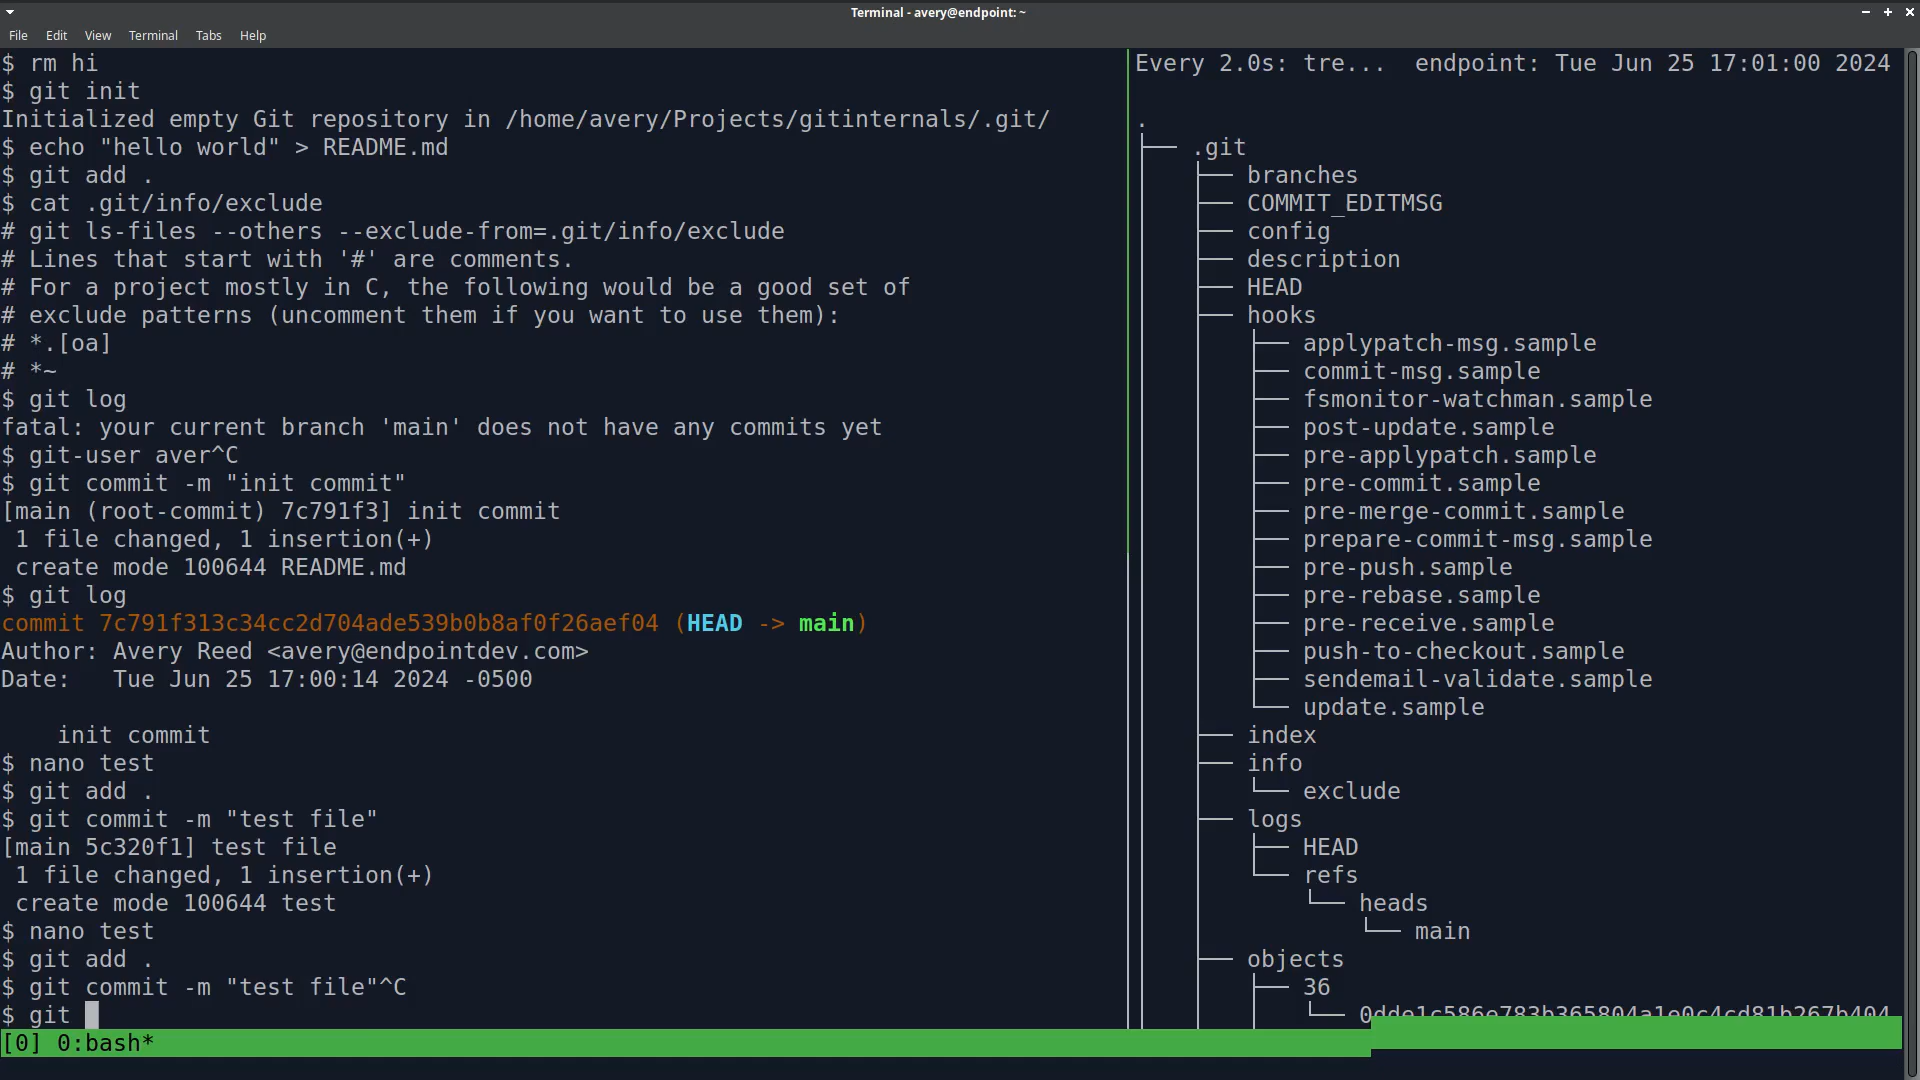 Terminal - avery@endpoint: ~
File Edit View Terminal Tabs Help
$ rm hi
$ git init
Initialized empty Git repository in /home/avery/Projects/gitinternals/.git/
$ echo "hello world" > README.md
$ git add .
$ cat .git/info/exclude
# git ls-files --others --exclude-from=.git/info/exclude
# Lines that start with '#' are comments.
# For a project mostly in C, the following would be a good set of
# exclude patterns (uncomment them if you want to use them):
# *.[oa]
# *~
$ git log
fatal: your current branch 'main' does not have any commits yet
$ git-user aver^C
$ git commit -m "init commit"
[main (root-commit) 7c791f3] init commit
 1 file changed, 1 insertion(+)
 create mode 100644 README.md
$ git log
commit 7c791f313c34cc2d704ade539b0b8af0f26aef04 (HEAD -> main)
Author: Avery Reed <avery@endpointdev.com>
Date:   Tue Jun 25 17:00:14 2024 -0500
    init commit
$ nano test
$ git add .
$ git commit -m "test file"
[main 5c320f1] test file
 1 file changed, 1 insertion(+)
 create mode 100644 test
$ nano test
$ git add .
$ git commit -m "test file"^C
$ git
Every 2.0s: tre...  endpoint: Tue Jun 25 17:01:00 2024
.
├── .git
│   ├── branches
│   ├── COMMIT_EDITMSG
│   ├── config
│   ├── description
│   ├── HEAD
│   ├── hooks
│   │   ├── applypatch-msg.sample
│   │   ├── commit-msg.sample
│   │   ├── fsmonitor-watchman.sample
│   │   ├── post-update.sample
│   │   ├── pre-applypatch.sample
│   │   ├── pre-commit.sample
│   │   ├── pre-merge-commit.sample
│   │   ├── prepare-commit-msg.sample
│   │   ├── pre-push.sample
│   │   ├── pre-rebase.sample
│   │   ├── pre-receive.sample
│   │   ├── push-to-checkout.sample
│   │   ├── sendemail-validate.sample
│   │   └── update.sample
│   ├── index
│   ├── info
│   │   └── exclude
│   ├── logs
│   │   ├── HEAD
│   │   └── refs
│   │       └── heads
│   │           └── main
│   ├── objects
│   │   ├── 36
│   │   │   └── 0dde1c586e783b365804a1e0c4cd81b267b404
[0] 0:bash*